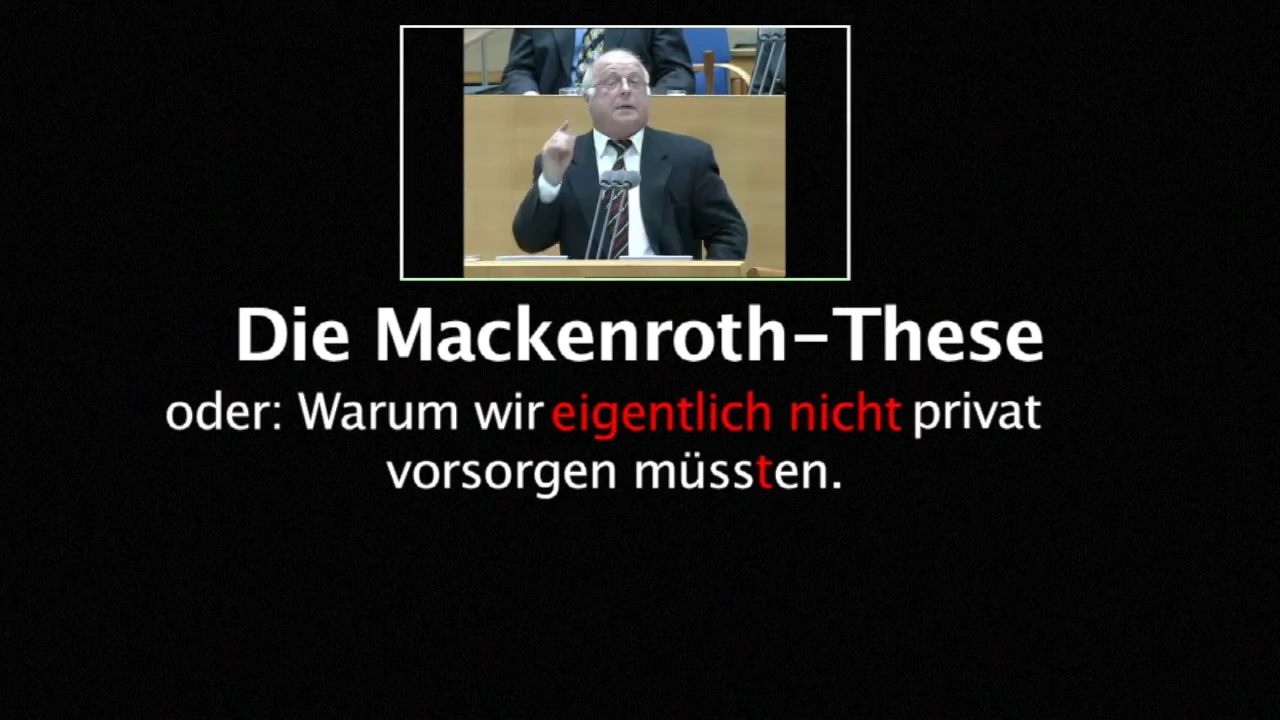 Die Mackenroth-These
oder: Warum wir eigentlich nicht privat
vorsorgen müssten.